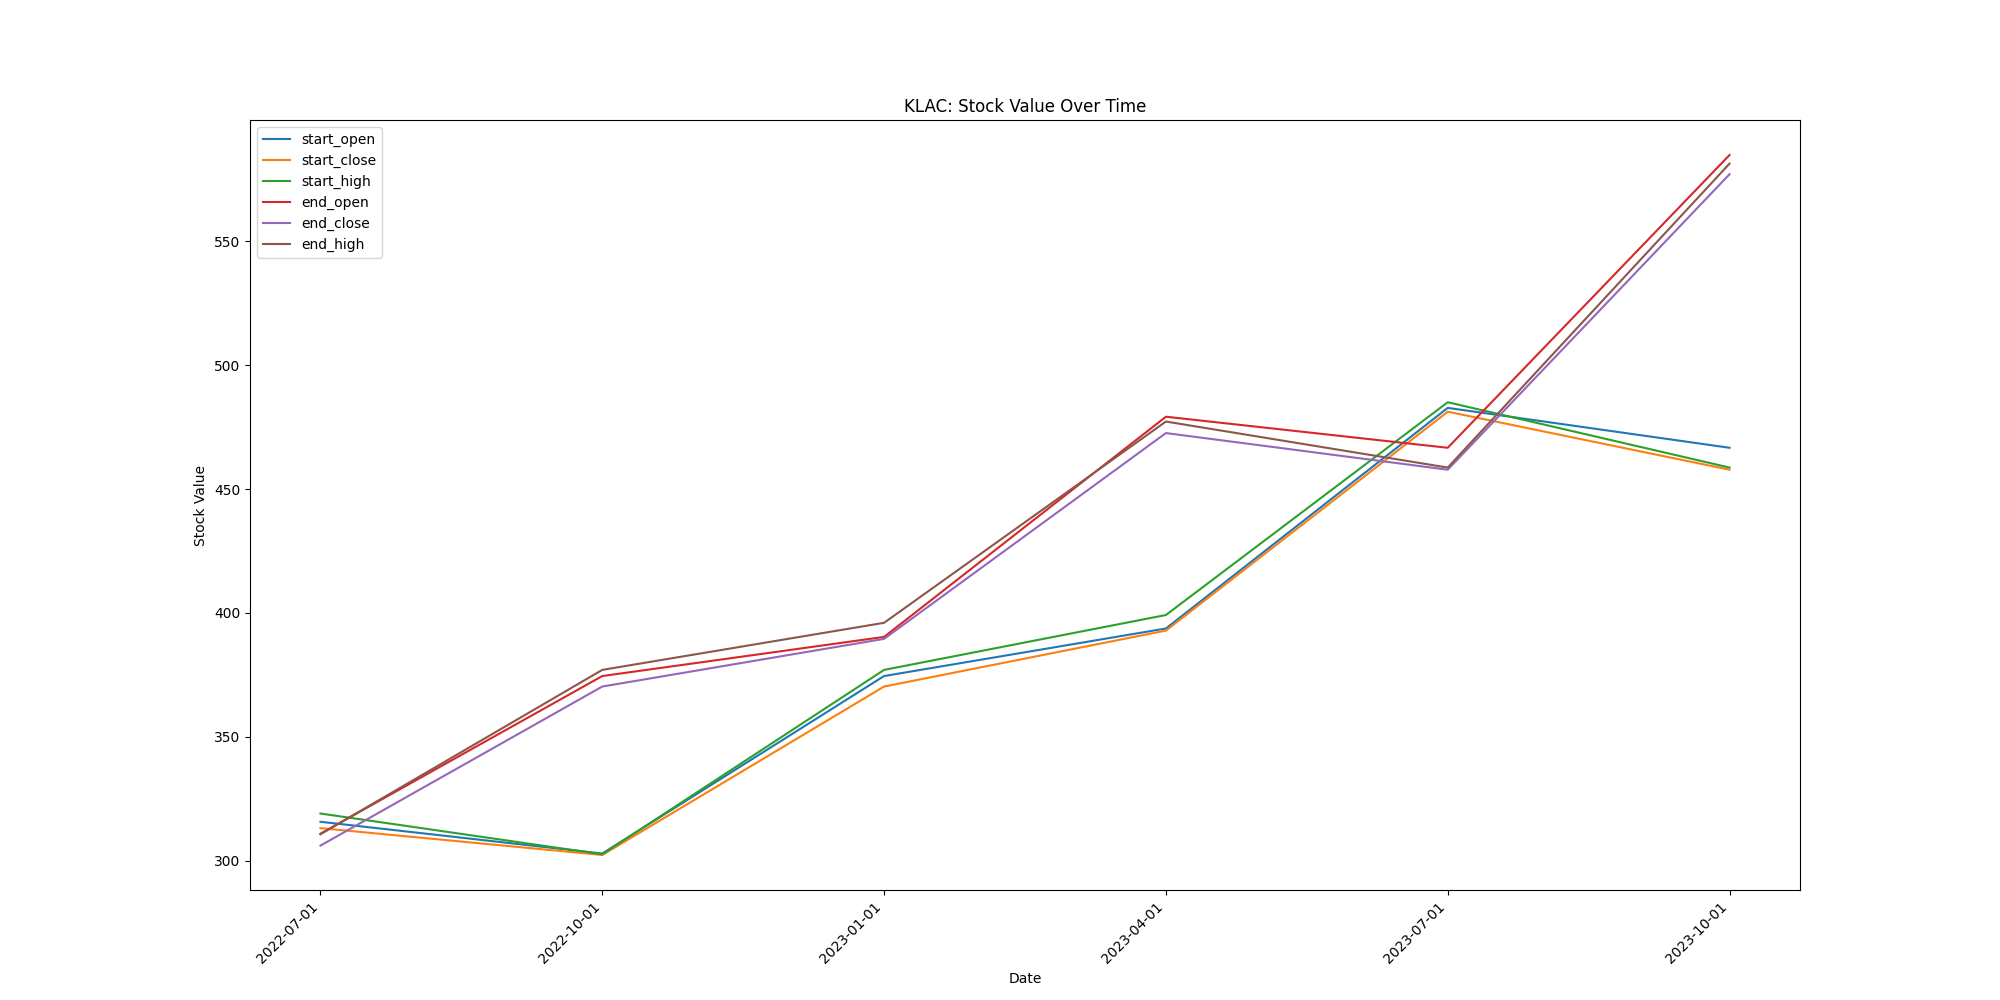 KLAC: Stock Value Over Time
start_open
start_close
start_high
end_open
end_close
end_high
550
500
450
400
350
300
Stock Value
2022-07-01
2022-10-01
2023-01-01
2023-04-01
2023-07-01
2023-10-01
Date